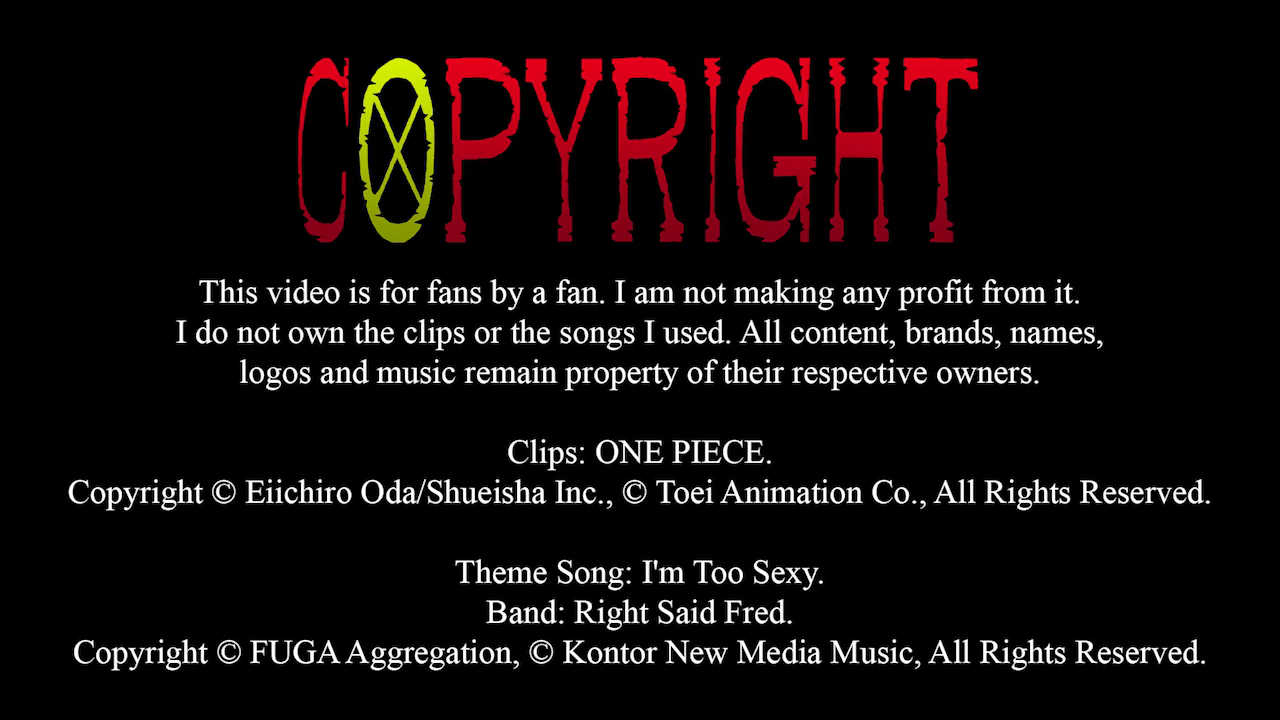 COPYRIGHT
This video is for fans by a fan. I am not making any profit from it.
I do not own the clips or the songs I used. All content, brands, names,
logos and music remain property of their respective owners.
Clips: ONE PIECE.
Copyright © Eiichiro Oda/Shueisha Inc., © Toei Animation Co., All Rights Reserved.
Theme Song: I'm Too Sexy.
Band: Right Said Fred.
Copyright © FUGA Aggregation, © Kontor New Media Music, All Rights Reserved.